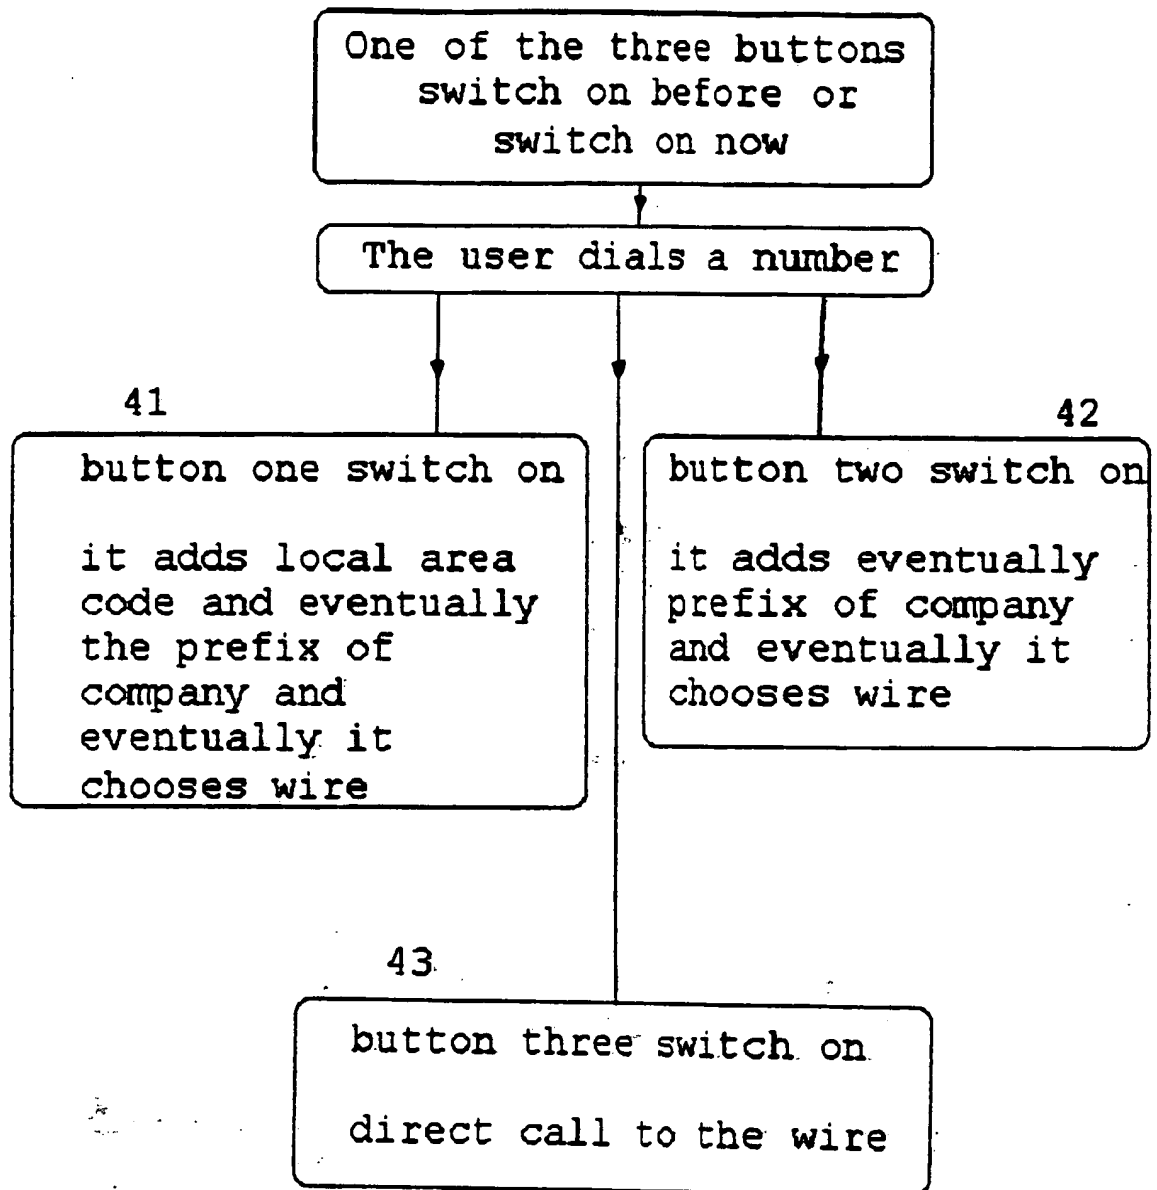 One of the three buttons
switch on before or
switch on now
The user dials a number
41
button one switch on
it adds local area
code and eventually
the prefix of
company and
eventually it
chooses wire
42
button two switch on
it adds eventually
prefix of company
and eventually it
chooses wire
43
button three switch on
direct call to the wire